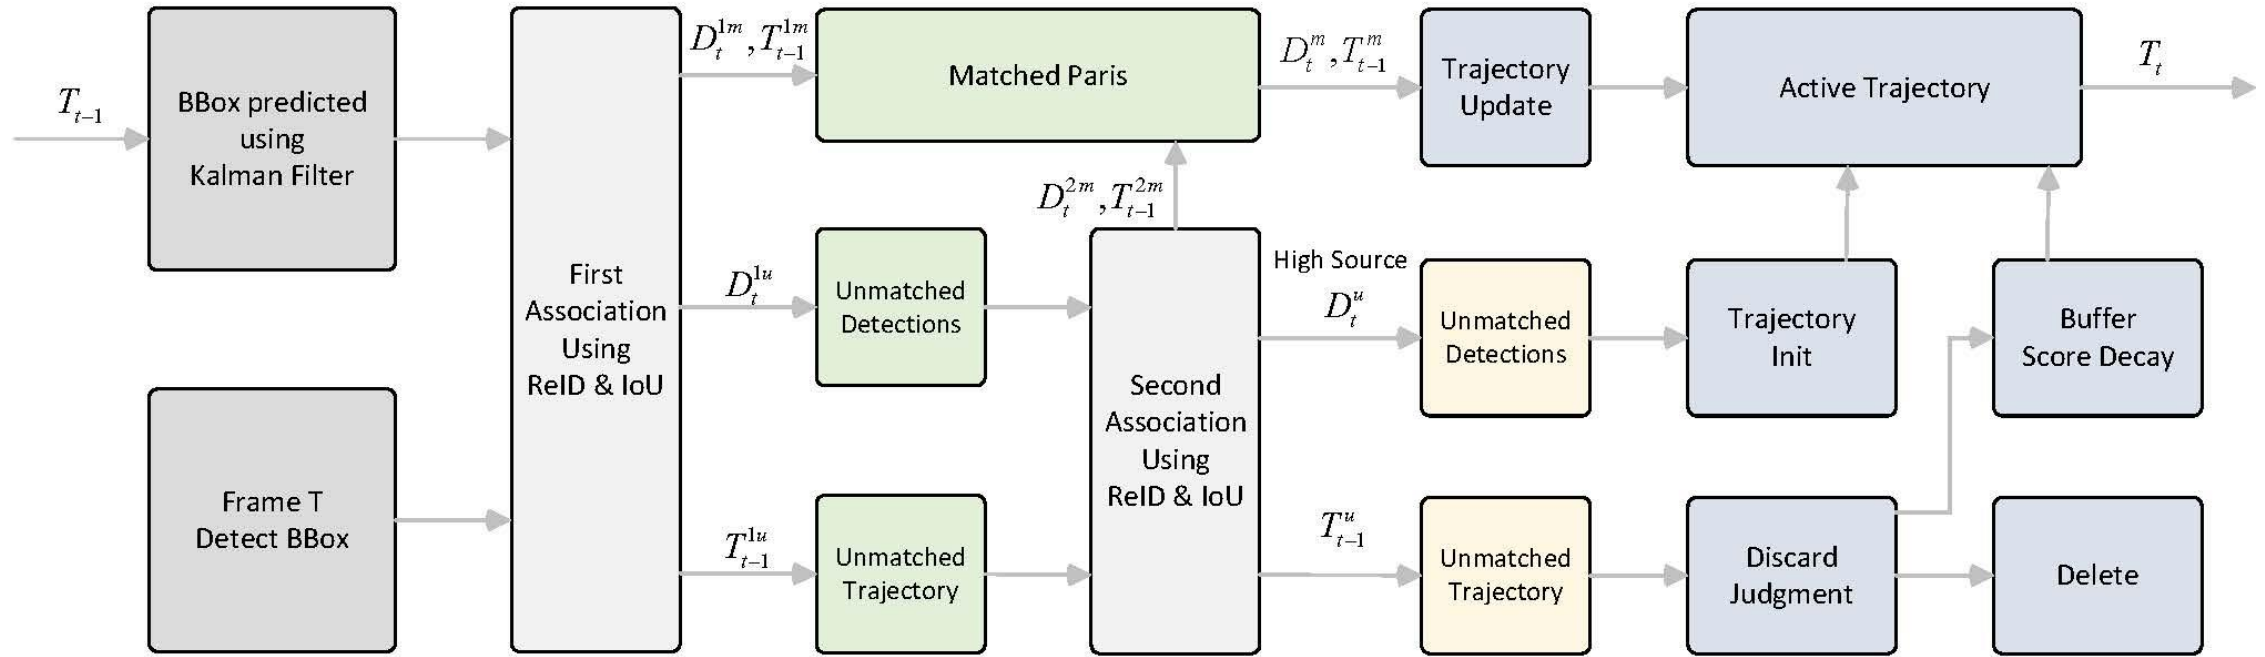 T_{t-1}
BBox predicted
using
Kalman Filter
Frame T
Detect BBox
First
Association
Using
ReID & IoU
D_t^{1m}, T_{t-1}^{1m}
Matched Paris
D_t^{1u}
Unmatched
Detections
T_{t-1}^{1u}
Unmatched
Trajectory
D_t^{2m}, T_{t-1}^{2m}
Second
Association
Using
ReID & IoU
D_t^m, T_{t-1}^m
Trajectory
Update
Active Trajectory
T_t
High Source
D_t^u
Unmatched
Detections
Trajectory
Init
Buffer
Score Decay
T_{t-1}^u
Unmatched
Trajectory
Discard
Judgment
Delete